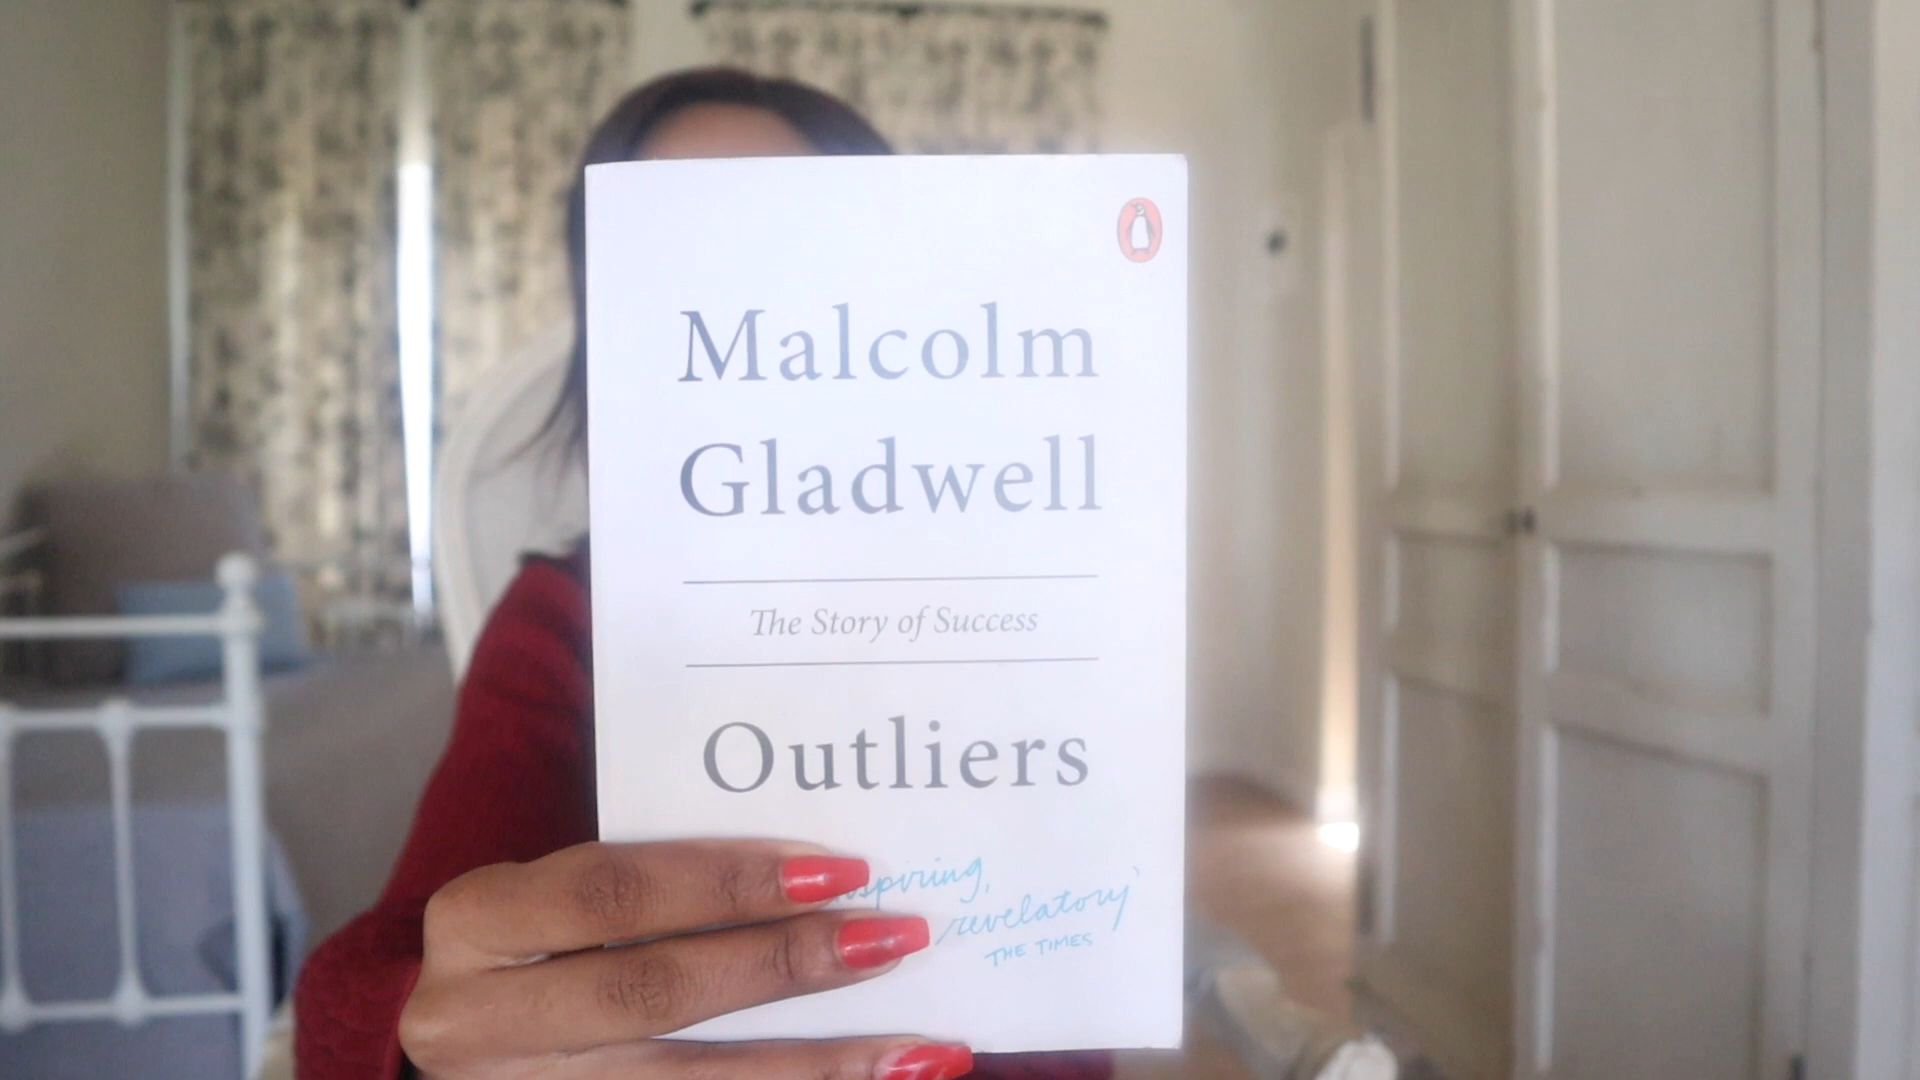 Malcolm
Gladwell
The Story of Success
Outliers
revelatory'
THE TIMES